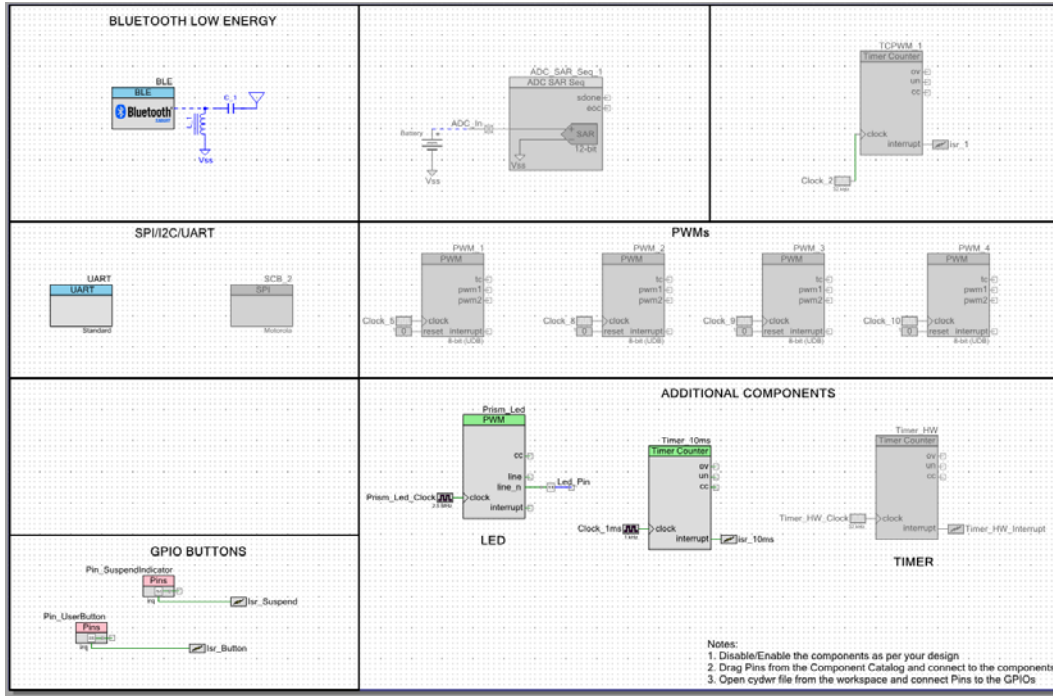 BLUETOOTH LOW ENERGY
BLE
BLE
Bluetooth
SMART
C_1
L_1
Vss
ADC_SAR_Seq_1
ADC SAR Seq
sdone
eoc
ADC_In
SAR
12-bit
Vss
Battery
Vss
TCPWM_1
Timer Counter
ov
un
cc
clock
interrupt
isr_1
Clock_2
SPI/I2C/UART
UART
UART
Standard
SCB_2
SPI
Motorola
PWMs
PWM_1
PWM
tc
pwm1
pwm2
Clock_5
clock
0
reset interrupt
8-bit (UDB)
PWM_2
PWM
tc
pwm1
pwm2
Clock_8
clock
0
reset interrupt
8-bit (UDB)
PWM_3
PWM
tc
pwm1
pwm2
Clock_9
clock
0
reset interrupt
8-bit (UDB)
PWM_4
PWM
tc
pwm1
pwm2
Clock_10
clock
0
reset interrupt
8-bit (UDB)
ADDITIONAL COMPONENTS
Prism_Led
PWM
cc
line
line_n
Led_Pin
Prism_Led_Clock
clock
interrupt
LED
Timer_10ms
Timer Counter
ov
un
cc
Clock_1ms
1 kHz
clock
interrupt
isr_10ms
Timer_HW
Timer Counter
ov
un
cc
Timer_HW_Clock
clock
interrupt
Timer_HW_Interrupt
TIMER
GPIO BUTTONS
Pin_SuspendIndicator
Pins
irq
Isr_Suspend
Pin_UserButton
Pins
irq
Isr_Button
Notes:
1. Disable/Enable the components as per your design
2. Drag Pins from the Component Catalog and connect to the components
3. Open cydwr file from the workspace and connect Pins to the GPIOs